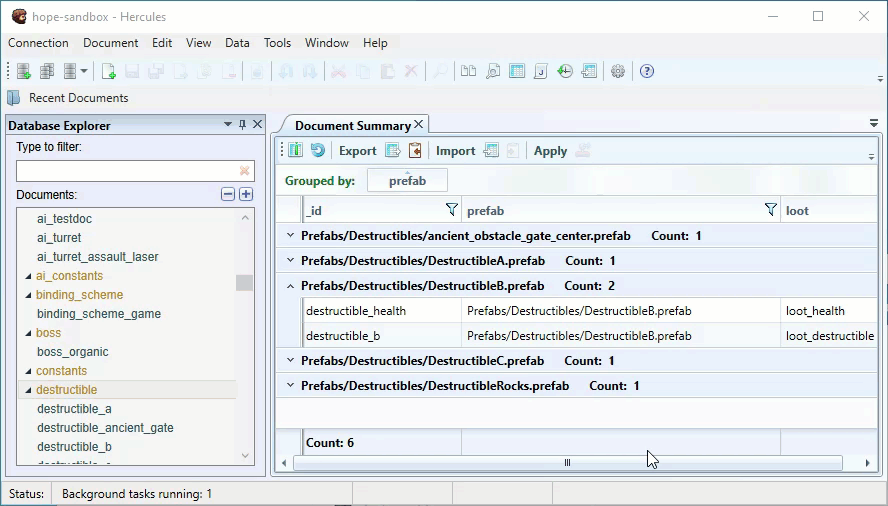 hope-sandbox - Hercules
Connection Document Edit View Data Tools Window Help
Recent Documents
Database Explorer
Type to filter:
Documents:
ai_testdoc
ai_turret
ai_turret_assault_laser
ai_constants
binding_scheme
binding_scheme_game
boss
boss_organic
constants
destructible
destructible_a
destructible_ancient_gate
destructible_b
Document Summary
Export Import Apply
Grouped by: prefab
_id prefab loot
Prefabs/Destructibles/ancient_obstacle_gate_center.prefab Count: 1
Prefabs/Destructibles/DestructibleA.prefab Count: 1
Prefabs/Destructibles/DestructibleB.prefab Count: 2
destructible_health Prefabs/Destructibles/DestructibleB.prefab loot_health
destructible_b Prefabs/Destructibles/DestructibleB.prefab loot_destructible
Prefabs/Destructibles/DestructibleC.prefab Count: 1
Prefabs/Destructibles/DestructibleRocks.prefab Count: 1
Count: 6
Status: Background tasks running: 1